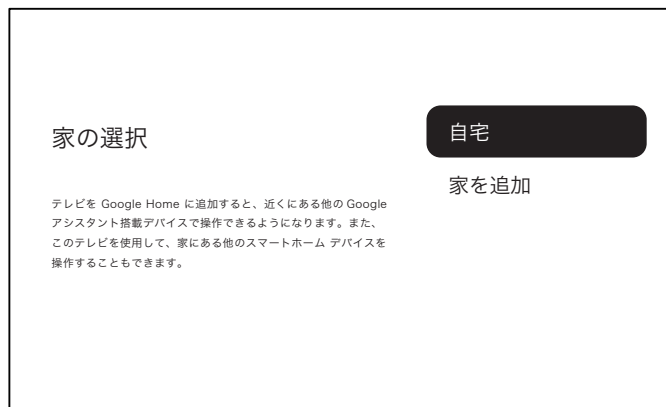 家の選択
テレビを Google Home に追加すると、近くにある他の Google
アシスタント搭載デバイスで操作できるようになります。また、
このテレビを使用して、家にある他のスマートホーム デバイスを
操作することもできます。
自宅
家を追加